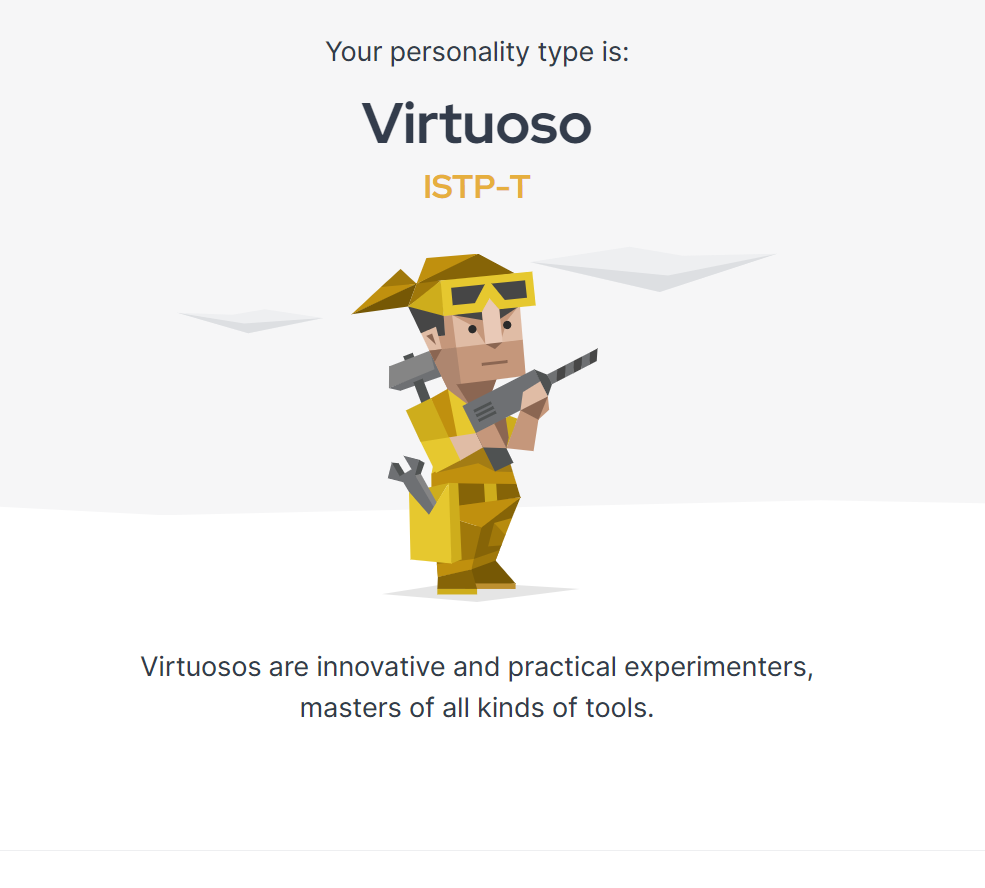 Your personality type is:
Virtuoso
ISTP-T
Virtuosos are innovative and practical experimenters,
masters of all kinds of tools.